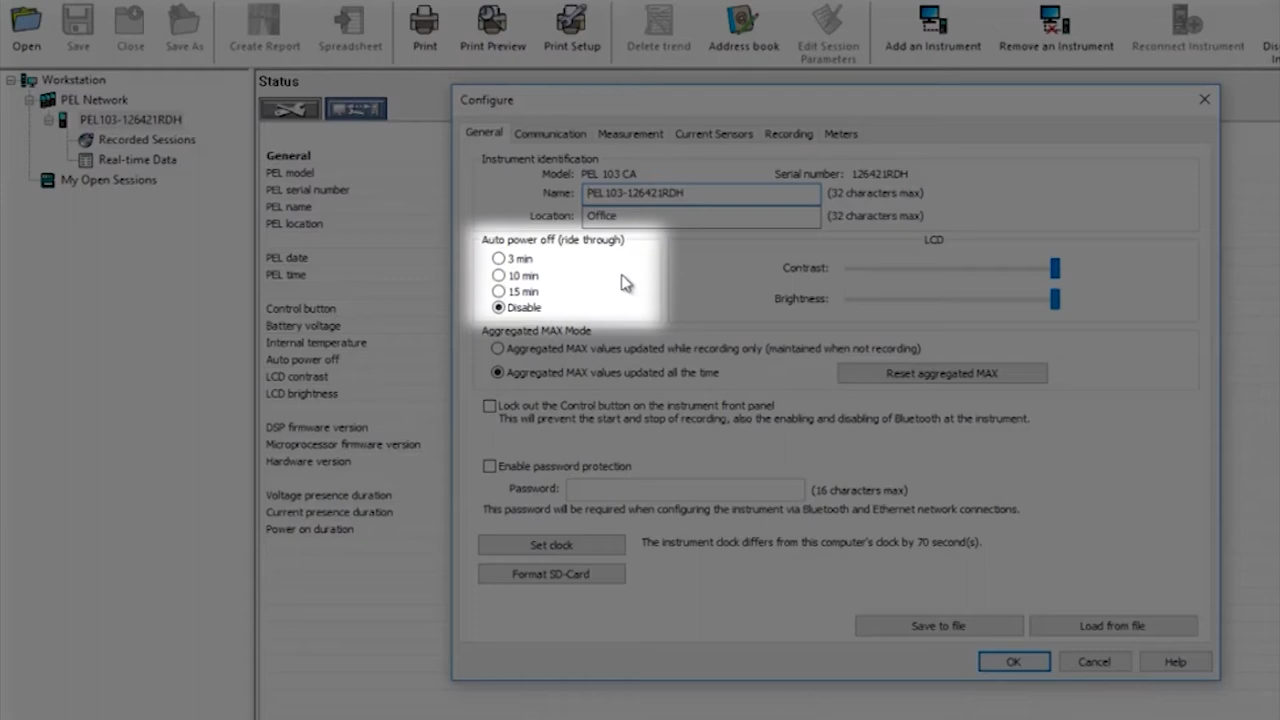 Open
Save
Close
Save As
Create Report
Spreadsheet
Print
Print Preview
Print Setup
Delete trend
Address book
Edit Session
Parameters
Add an Instrument
Remove an Instrument
Reconnect Instrument
Workstation
PEL Network
PEL103-126421RDH
Recorded Sessions
Real-time Data
My Open Sessions
Status
General
PEL model
PEL serial number
PEL name
PEL location
PEL date
PEL time
Control button
Battery voltage
Internal temperature
Auto power off
LCD contrast
LCD brightness
DSP firmware version
Microprocessor firmware version
Hardware version
Voltage presence duration
Current presence duration
Power on duration
Configure
General Communication Measurement Current Sensors Recording Meters
Instrument identification
Model: PEL 103 CA Serial number: 126421RDH
Name: PEL103-126421RDH (32 characters max)
Location: Office (32 characters max)
Auto power off (ride through)
3 min
10 min
15 min
Disable
LCD
Contrast:
Brightness:
Aggregated MAX Mode
Aggregated MAX values updated while recording only (maintained when not recording)
Aggregated MAX values updated all the time
Reset aggregated MAX
Lock out the Control button on the instrument front panel
This will prevent the start and stop of recording, also the enabling and disabling of Bluetooth at the instrument.
Enable password protection
Password: (16 characters max)
This password will be required when configuring the instrument via Bluetooth and Ethernet network connections.
Set clock The instrument clock differs from this computer's clock by 70 second(s).
Format SD-Card
Save to file Load from file
OK Cancel Help